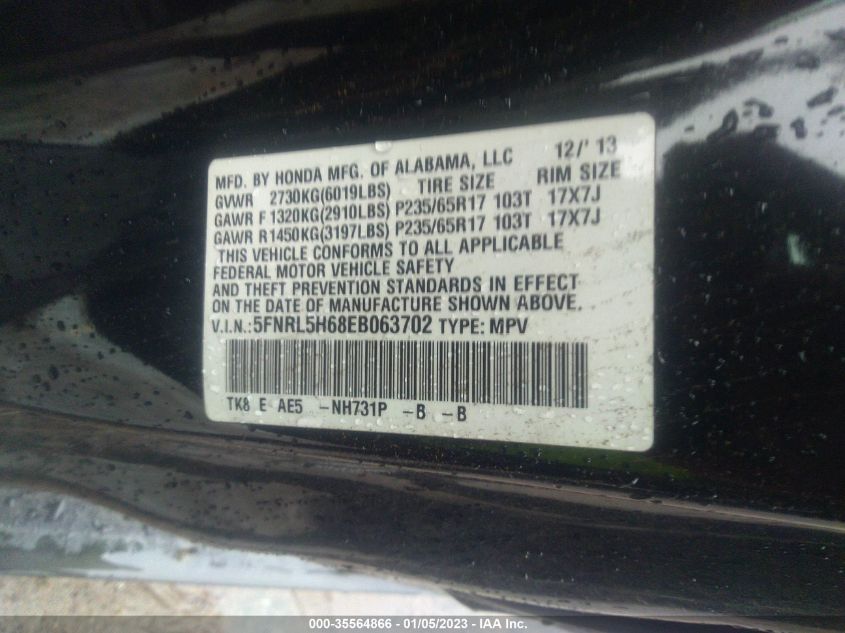 MFD. BY HONDA MFG. OF ALABAMA, LLC 12/' 13
GVWR 2730KG(6019LBS) TIRE SIZE RIM SIZE
GAWR F 1320KG(2910LBS) P235/65R17 103T 17X7J
GAWR R 1450KG(3197LBS) P235/65R17 103T 17X7J
THIS VEHICLE CONFORMS TO ALL APPLICABLE
FEDERAL MOTOR VEHICLE SAFETY
AND THEFT PREVENTION STANDARDS IN EFFECT
ON THE DATE OF MANUFACTURE SHOWN ABOVE.
V.I.N.: 5FNRL5H68EB063702 TYPE: MPV
TK8 E AE5 -NH731P -B -B
000-35564866 - 01/05/2023 - IAA Inc.